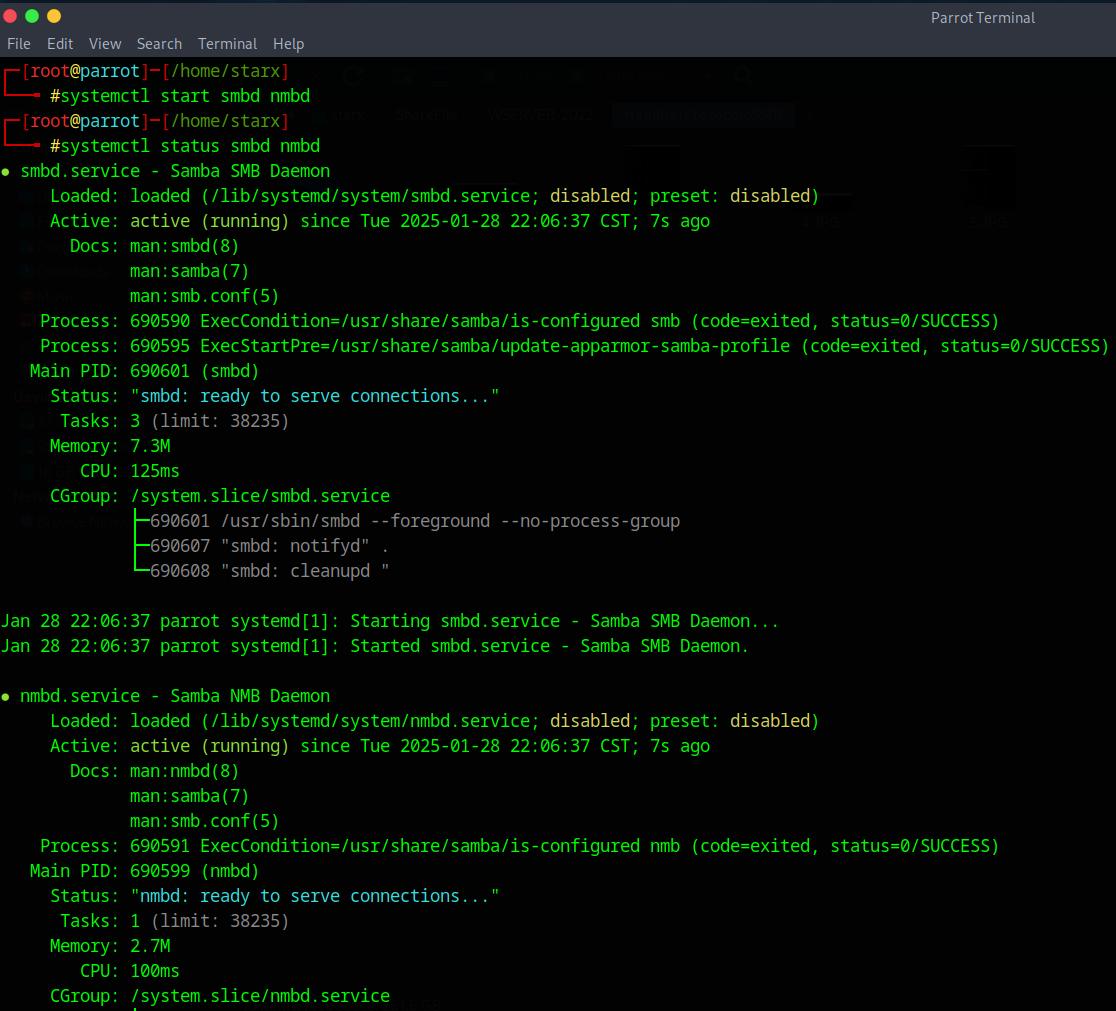 Parrot Terminal
File Edit View Search Terminal Help
[root@parrot]─[/home/starx]
#systemctl start smbd nmbd
[root@parrot]─[/home/starx]
#systemctl status smbd nmbd
● smbd.service - Samba SMB Daemon
Loaded: loaded (/lib/systemd/system/smbd.service; disabled; preset: disabled)
Active: active (running) since Tue 2025-01-28 22:06:37 CST; 7s ago
Docs: man:smbd(8)
man:samba(7)
man:smb.conf(5)
Process: 690590 ExecCondition=/usr/share/samba/is-configured smb (code=exited, status=0/SUCCESS)
Process: 690595 ExecStartPre=/usr/share/samba/update-apparmor-samba-profile (code=exited, status=0/SUCCESS)
Main PID: 690601 (smbd)
Status: "smbd: ready to serve connections..."
Tasks: 3 (limit: 38235)
Memory: 7.3M
CPU: 125ms
CGroup: /system.slice/smbd.service
├─690601 /usr/sbin/smbd --foreground --no-process-group
├─690607 "smbd: notifyd" .
└─690608 "smbd: cleanupd "
Jan 28 22:06:37 parrot systemd[1]: Starting smbd.service - Samba SMB Daemon...
Jan 28 22:06:37 parrot systemd[1]: Started smbd.service - Samba SMB Daemon.
● nmbd.service - Samba NMB Daemon
Loaded: loaded (/lib/systemd/system/nmbd.service; disabled; preset: disabled)
Active: active (running) since Tue 2025-01-28 22:06:37 CST; 7s ago
Docs: man:nmbd(8)
man:samba(7)
man:smb.conf(5)
Process: 690591 ExecCondition=/usr/share/samba/is-configured nmb (code=exited, status=0/SUCCESS)
Main PID: 690599 (nmbd)
Status: "nmbd: ready to serve connections..."
Tasks: 1 (limit: 38235)
Memory: 2.7M
CPU: 100ms
CGroup: /system.slice/nmbd.service